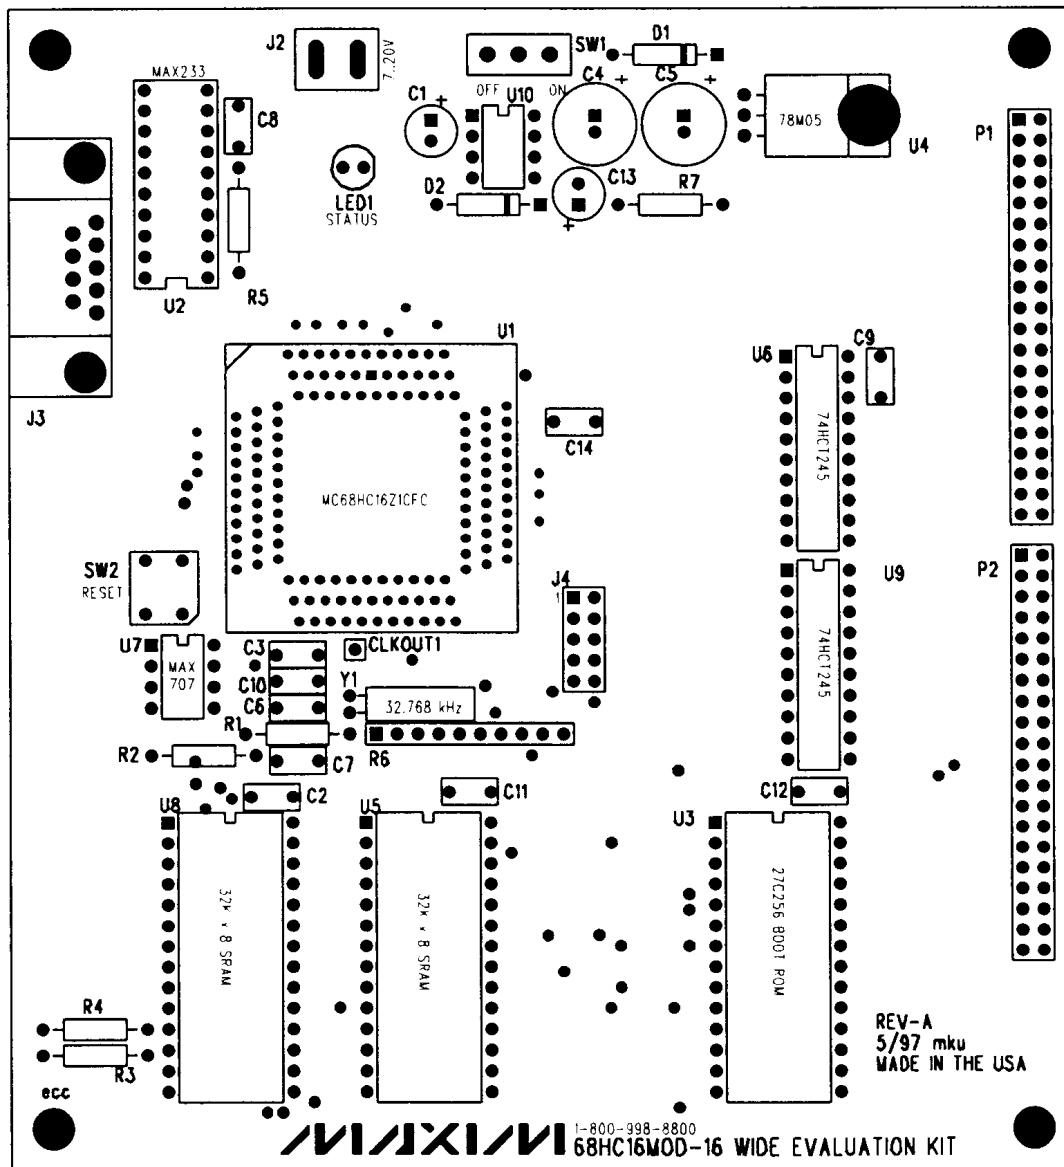 J2
7..20V
SW1
OFF
ON
D1
MAX233
C1
+
U10
C4
+
C5
+
78M05
U4
P1
C8
LED1
STATUS
D2
C13
+
R7
U2
R5
J3
U1
U6
C9
74HCT245
C14
MC68HC16Z1CFC
SW2
RESET
J4
1
U9
P2
74HCT245
U7
MAX
707
C3
CLKOUT1
C10
C6
Y1
32.768 kHz
R1
R2
C7
R6
U8
C2
U5
C11
U3
C12
32K x 8 SRAM
32K x 8 SRAM
27C256 BOOT ROM
R4
R3
ecc
REV-A
5/97 mku
MADE IN THE USA
MAXIM
1-800-998-8800
68HC16MOD-16 WIDE EVALUATION KIT